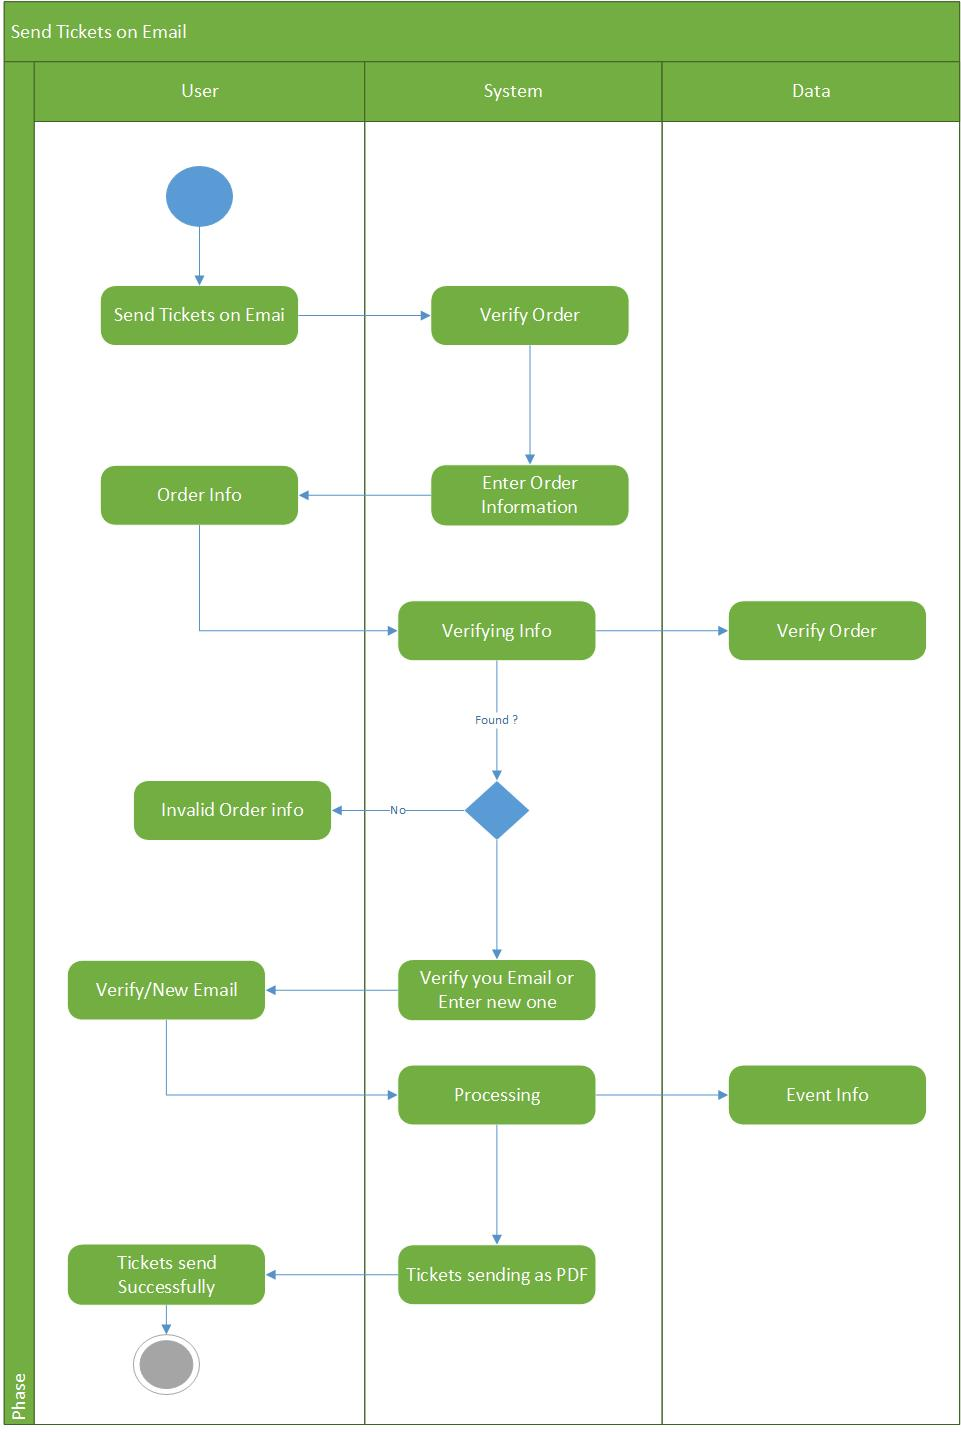 Send Tickets on Email
User
System
Data
Send Tickets on Emai
Verify Order
Order Info
Enter Order
Information
Verifying Info
Verify Order
Found ?
Invalid Order info
No
Verify/New Email
Verify you Email or
Enter new one
Processing
Event Info
Tickets send
Successfully
Tickets sending as PDF
Phase